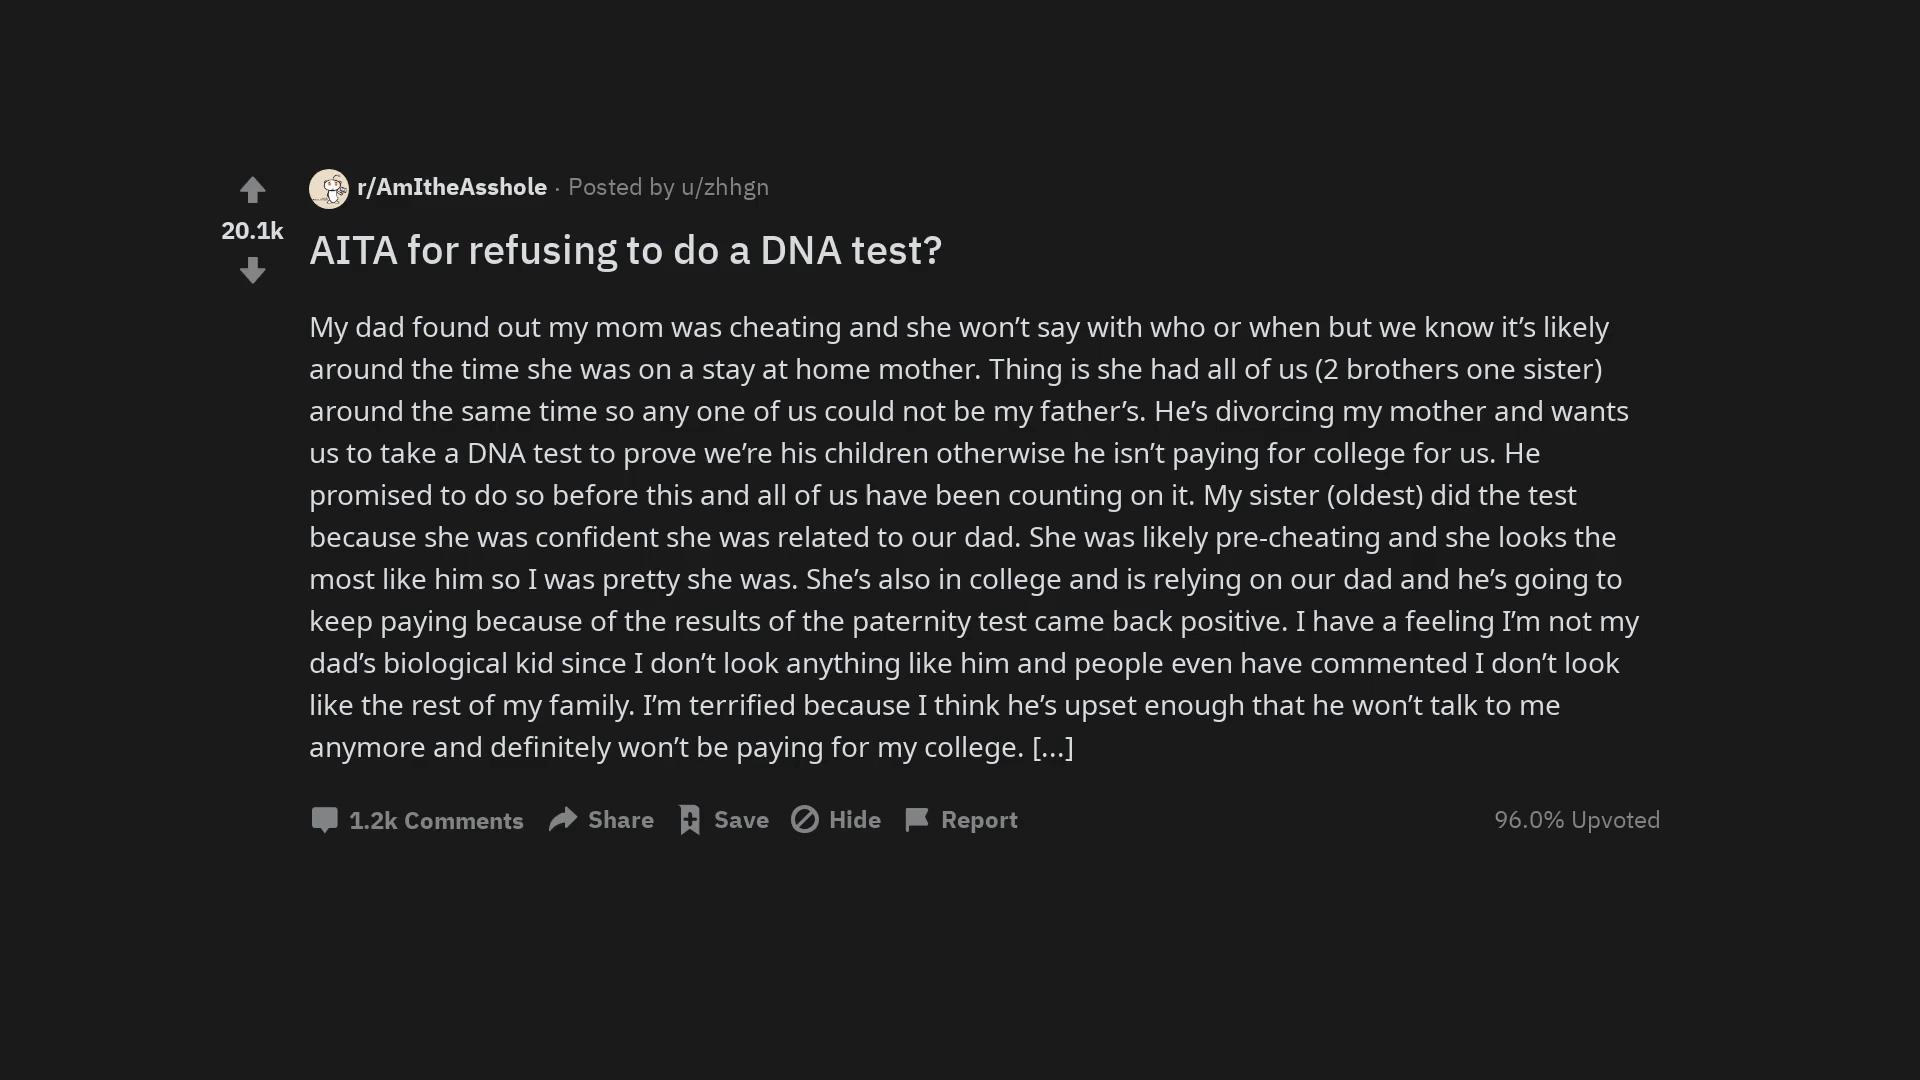 r/AmItheAsshole · Posted by u/zhhgn
20.1k
AITA for refusing to do a DNA test?
My dad found out my mom was cheating and she won’t say with who or when but we know it’s likely
around the time she was on a stay at home mother. Thing is she had all of us (2 brothers one sister)
around the same time so any one of us could not be my father’s. He’s divorcing my mother and wants
us to take a DNA test to prove we’re his children otherwise he isn’t paying for college for us. He
promised to do so before this and all of us have been counting on it. My sister (oldest) did the test
because she was confident she was related to our dad. She was likely pre-cheating and she looks the
most like him so I was pretty she was. She’s also in college and is relying on our dad and he’s going to
keep paying because of the results of the paternity test came back positive. I have a feeling I’m not my
dad’s biological kid since I don’t look anything like him and people even have commented I don’t look
like the rest of my family. I’m terrified because I think he’s upset enough that he won’t talk to me
anymore and definitely won’t be paying for my college. [...]
1.2k Comments Share Save Hide Report 96.0% Upvoted